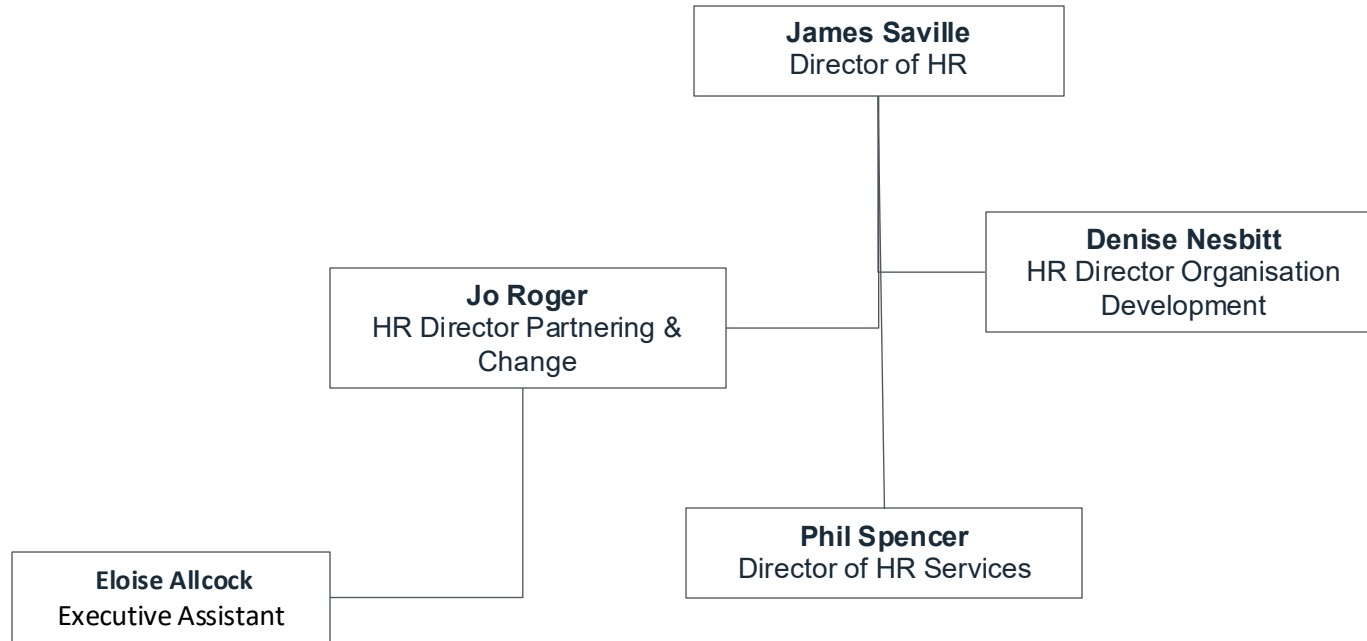 James Saville
Director of HR
Denise Nesbitt
HR Director Organisation
Development
Jo Roger
HR Director Partnering &
Change
Phil Spencer
Director of HR Services
Eloise Allcock
Executive Assistant